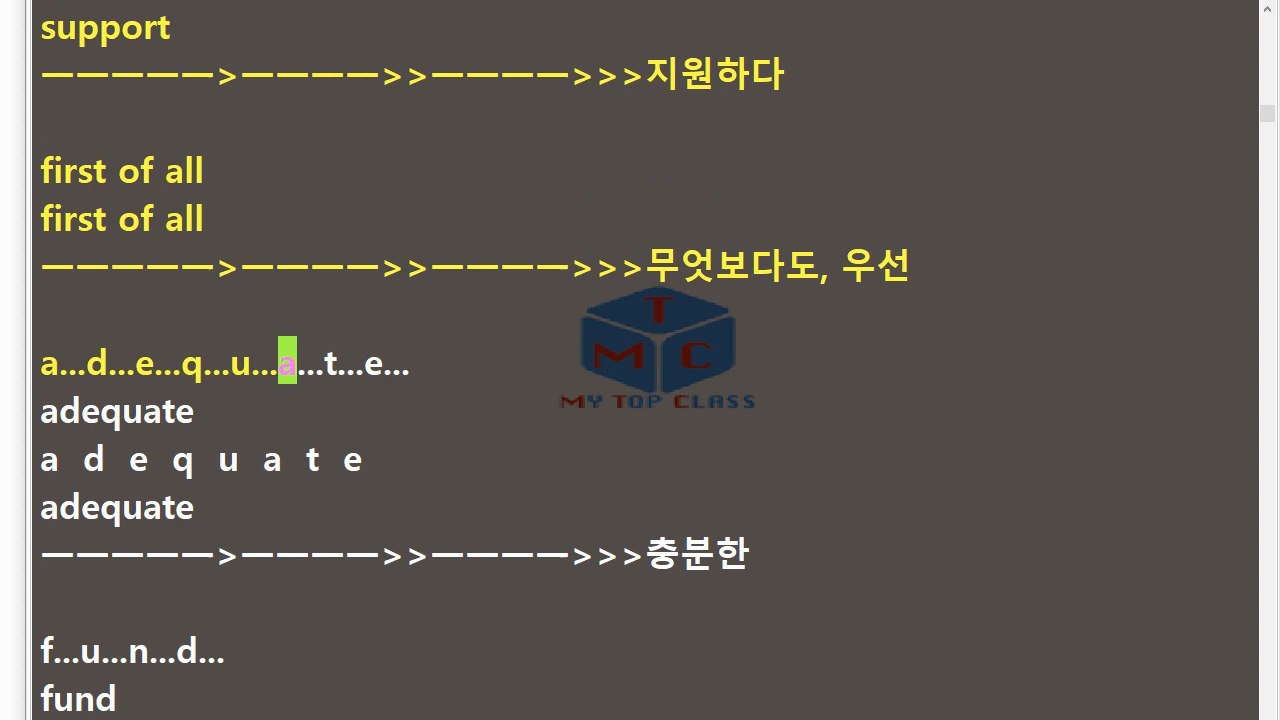 support
—————>————>>————>>>지원하다
first of all
first of all
—————>————>>————>>>무엇보다도, 우선
a...d...e...q...u...a...t...e...
adequate
a d e q u a t e
adequate
—————>————>>————>>>충분한
f...u...n...d...
fund
T
M C
MY TOP CLASS